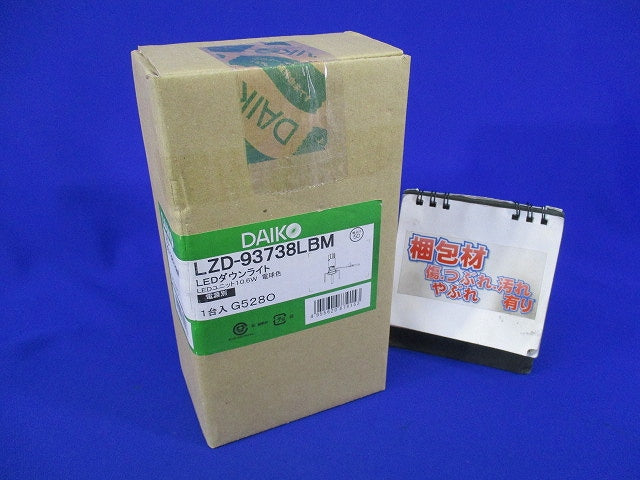 DAIKO
DAIKO
LZD-93738LBM
LEDダウンライト
LEDユニット10.6W 電球色
電源別
1台入 G5280
梱包材
傷つぶれ汚れ
やぶれ 有り